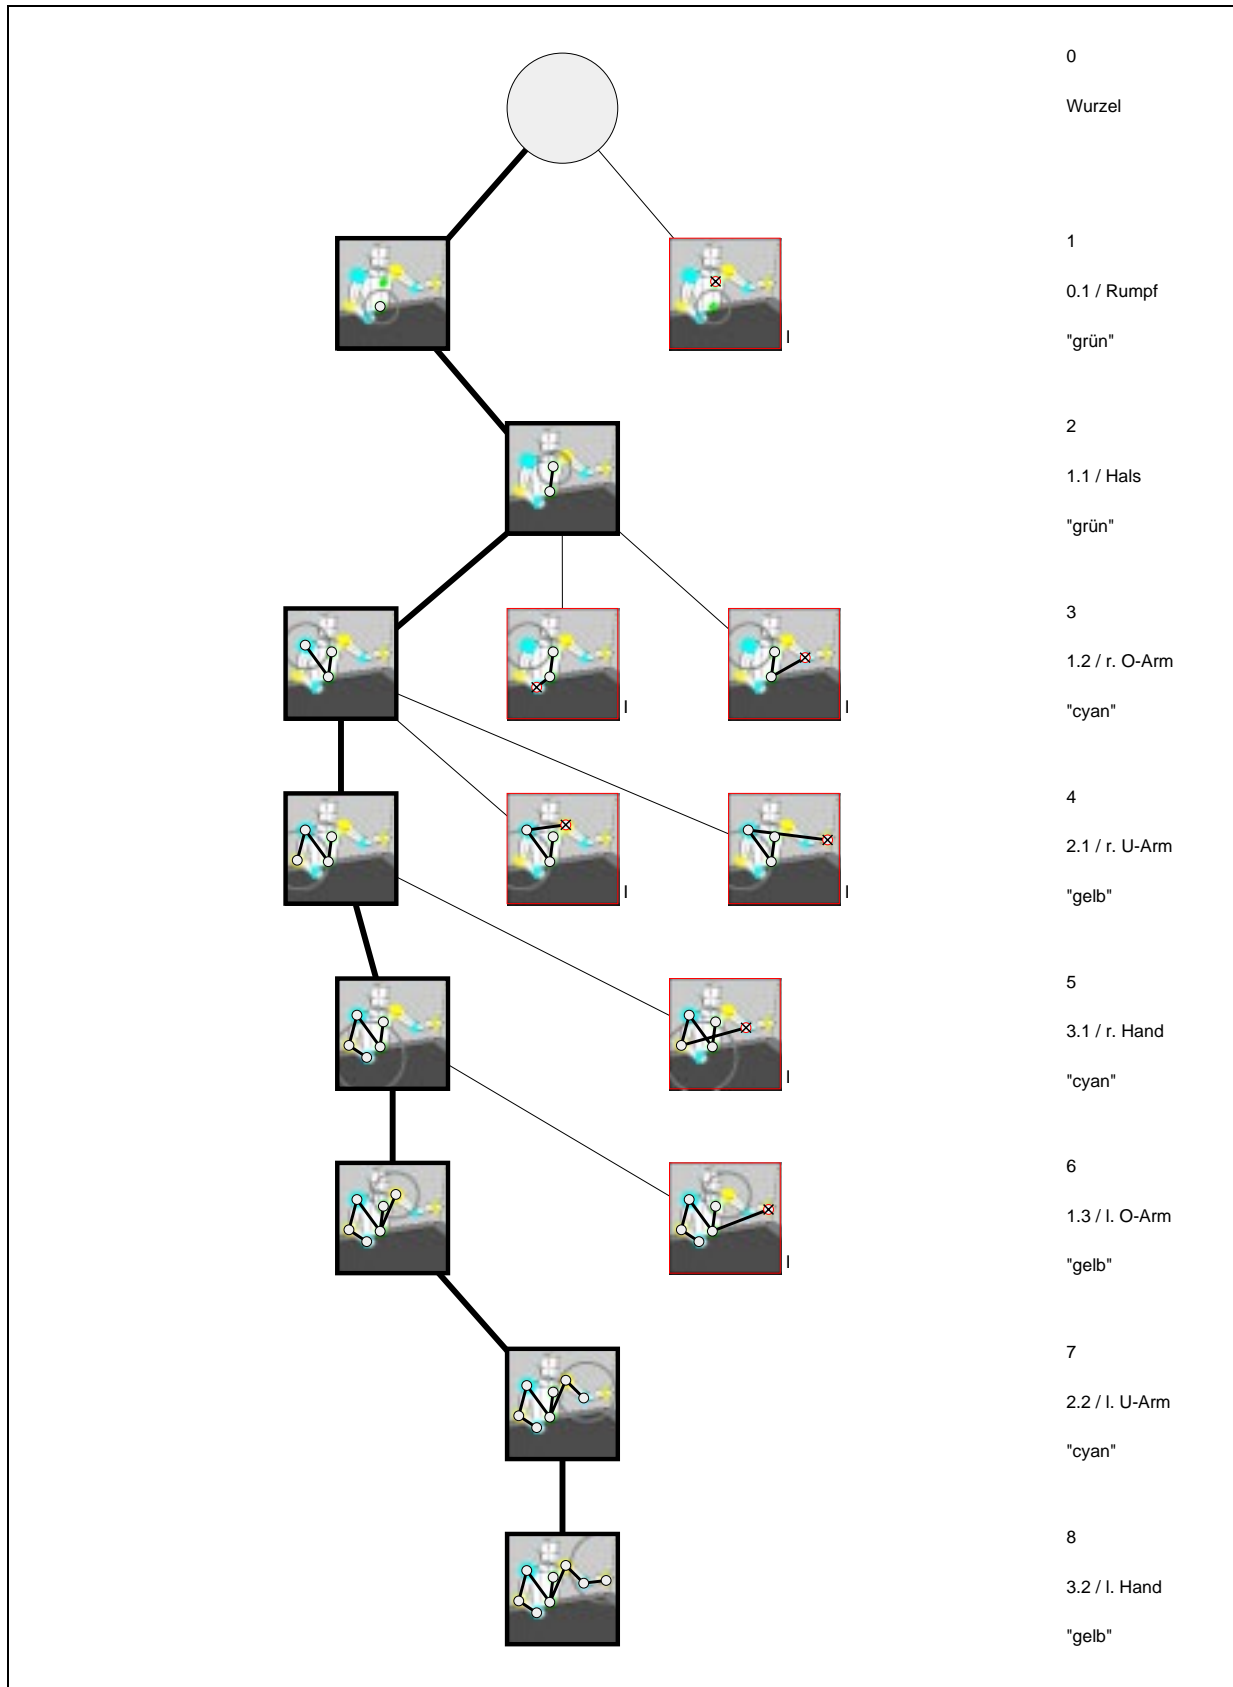 0
Wurzel
1
0.1 / Rumpf
"grün"
l
2
1.1 / Hals
"grün"
3
1.2 / r. O-Arm
"cyan"
l
l
4
2.1 / r. U-Arm
"gelb"
l
l
5
3.1 / r. Hand
"cyan"
l
6
1.3 / l. O-Arm
"gelb"
l
7
2.2 / l. U-Arm
"cyan"
8
3.2 / l. Hand
"gelb"